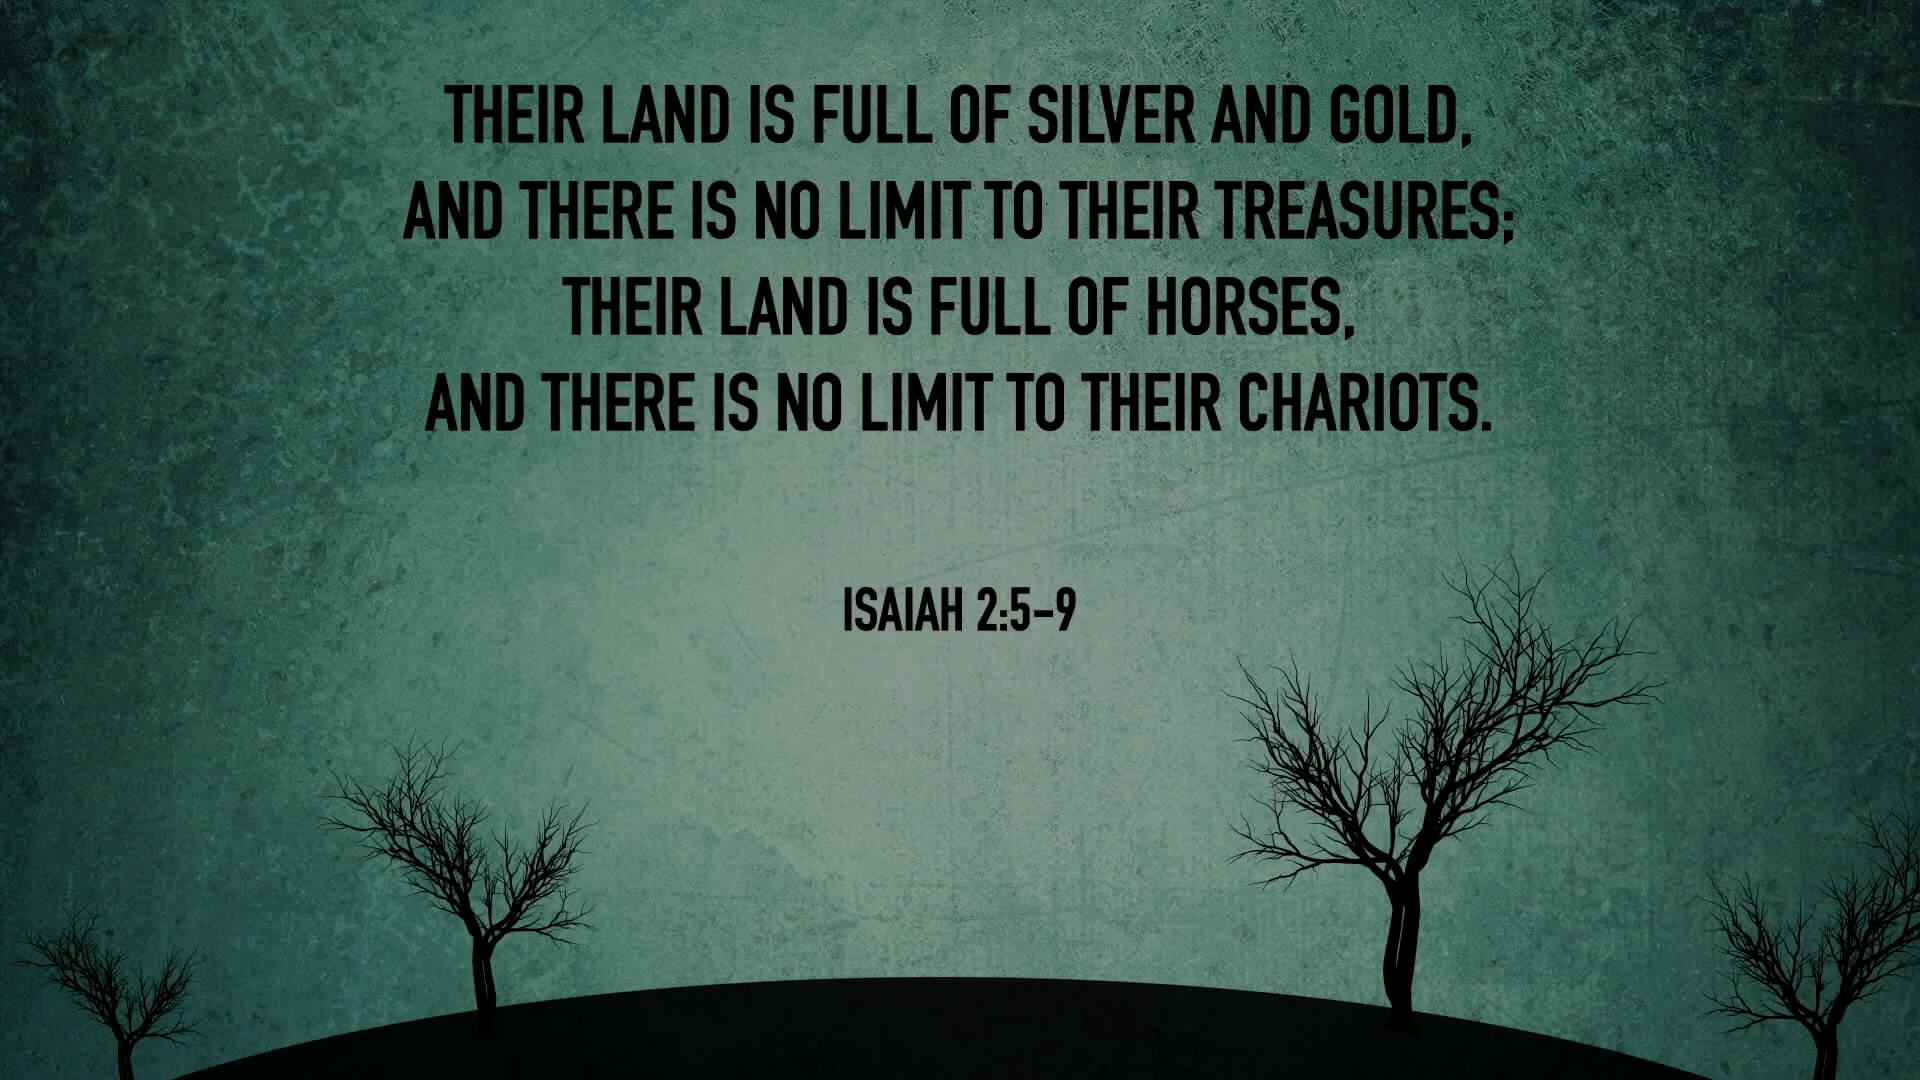 THEIR LAND IS FULL OF SILVER AND GOLD,
AND THERE IS NO LIMIT TO THEIR TREASURES;
THEIR LAND IS FULL OF HORSES,
AND THERE IS NO LIMIT TO THEIR CHARIOTS.
ISAIAH 2:5-9